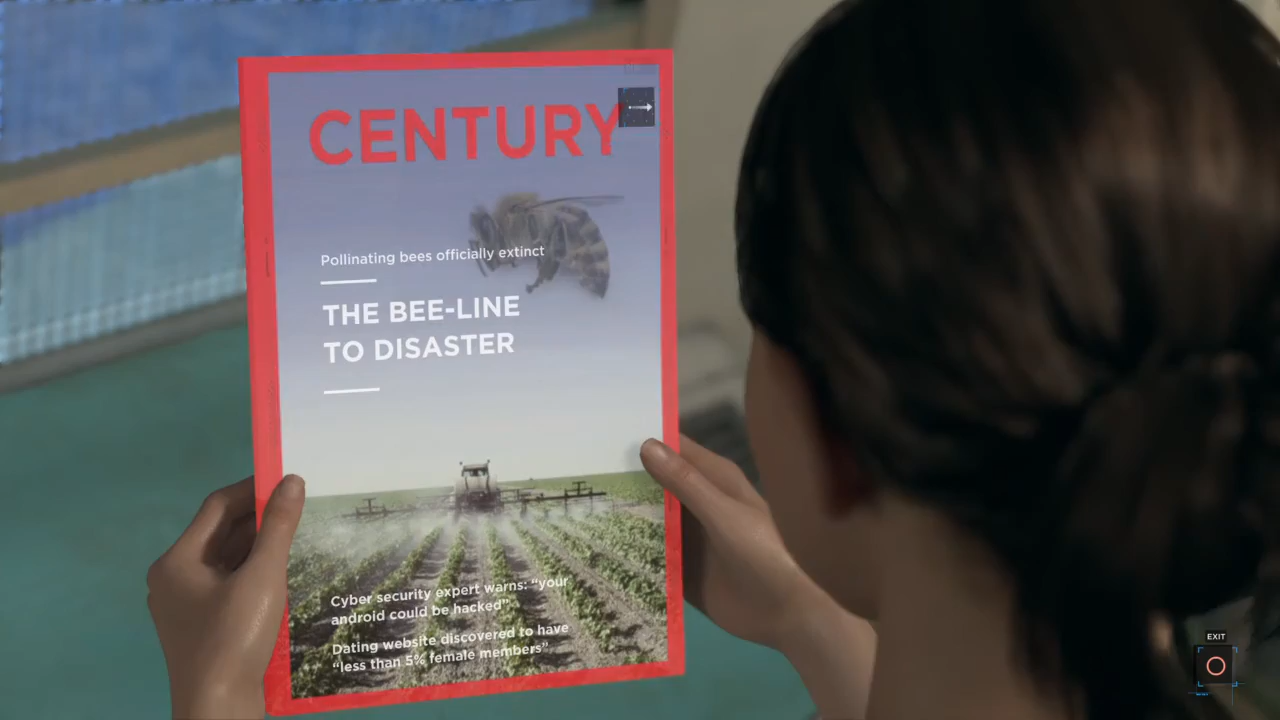 CENTURY
Pollinating bees officially extinct
THE BEE-LINE
TO DISASTER
Cyber security expert warns: “your
android could be hacked”
Dating website discovered to have
“less than 5% female members”
EXIT